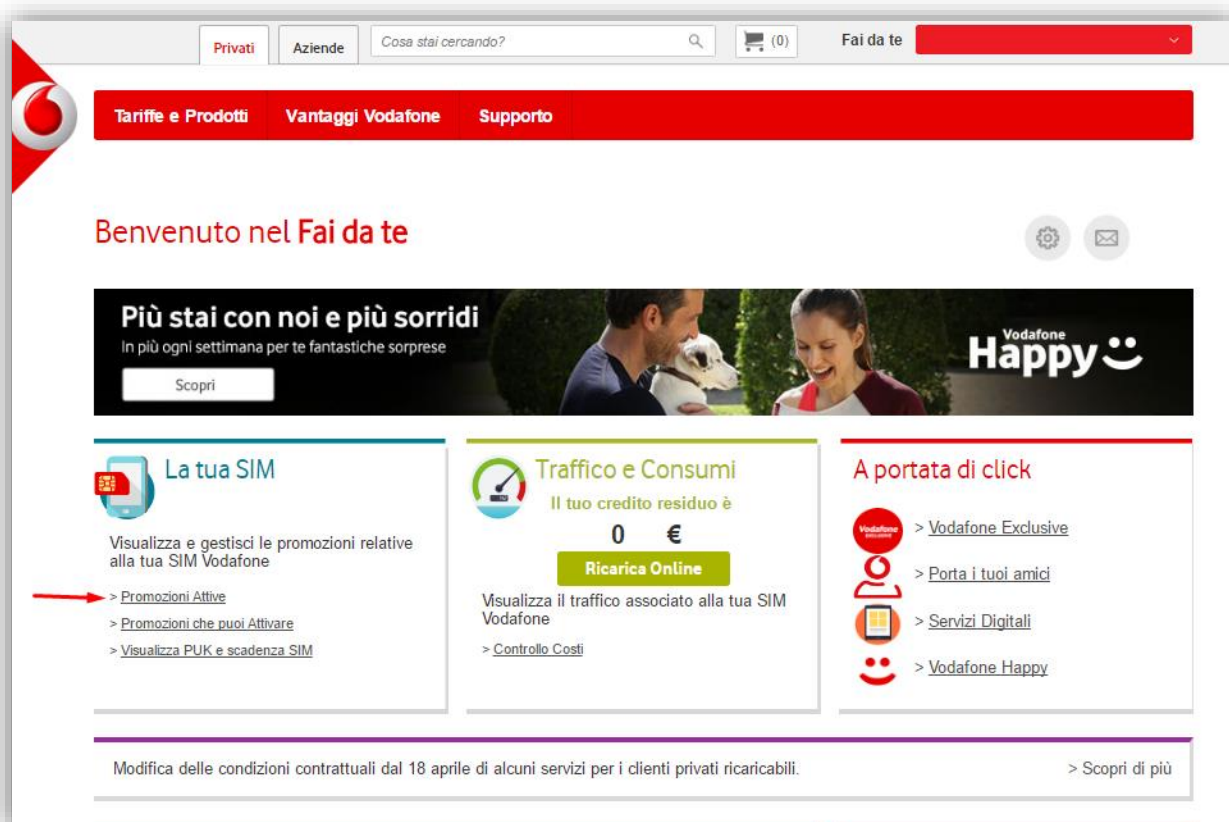 Privati
Aziende
Cosa stai cercando?
(0)
Fai da te
Tariffe e Prodotti
Vantaggi Vodafone
Supporto
Benvenuto nel Fai da te
Più stai con noi e più sorridi
In più ogni settimana per te fantastiche sorprese
Scopri
Vodafone
Happy
La tua SIM
Visualizza e gestisci le promozioni relative
alla tua SIM Vodafone
> Promozioni Attive
> Promozioni che puoi Attivare
> Visualizza PUK e scadenza SIM
Traffico e Consumi
Il tuo credito residuo è
0 €
Ricarica Online
Visualizza il traffico associato alla tua SIM
Vodafone
> Controllo Costi
A portata di click
Vodafone
EXCLUSIVE
> Vodafone Exclusive
> Porta i tuoi amici
> Servizi Digitali
> Vodafone Happy
Modifica delle condizioni contrattuali dal 18 aprile di alcuni servizi per i clienti privati ricaricabili.
> Scopri di più